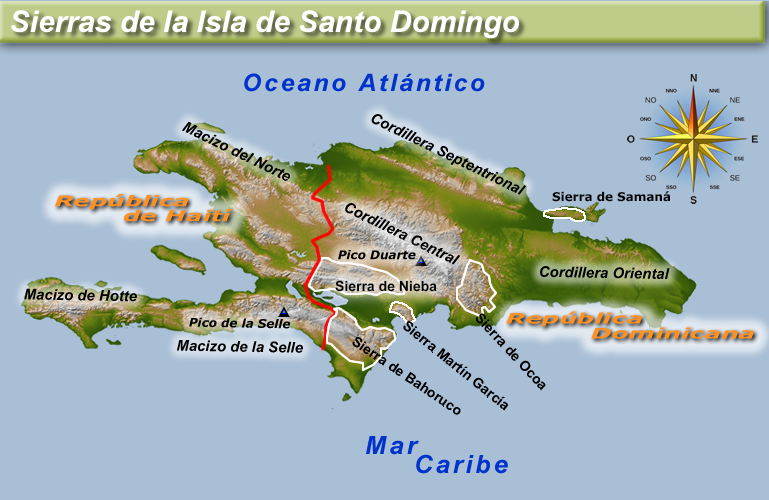 Sierras de la Isla de Santo Domingo
Oceano Atlántico
N
NNO
NNE
NO
NE
ONO
ENE
O
E
OSO
ESE
SO
SE
SSO
SSE
S
Macizo del Norte
Cordillera Septentrional
Sierra de Samaná
República
de Haiti
Cordillera Central
Pico Duarte
Cordillera Oriental
Sierra de Nieba
Macizo de Hotte
Pico de la Selle
Macizo de la Selle
República
Dominicana
Sierra de Ocoa
Sierra Martín García
Sierra de Bahoruco
Mar
Caribe